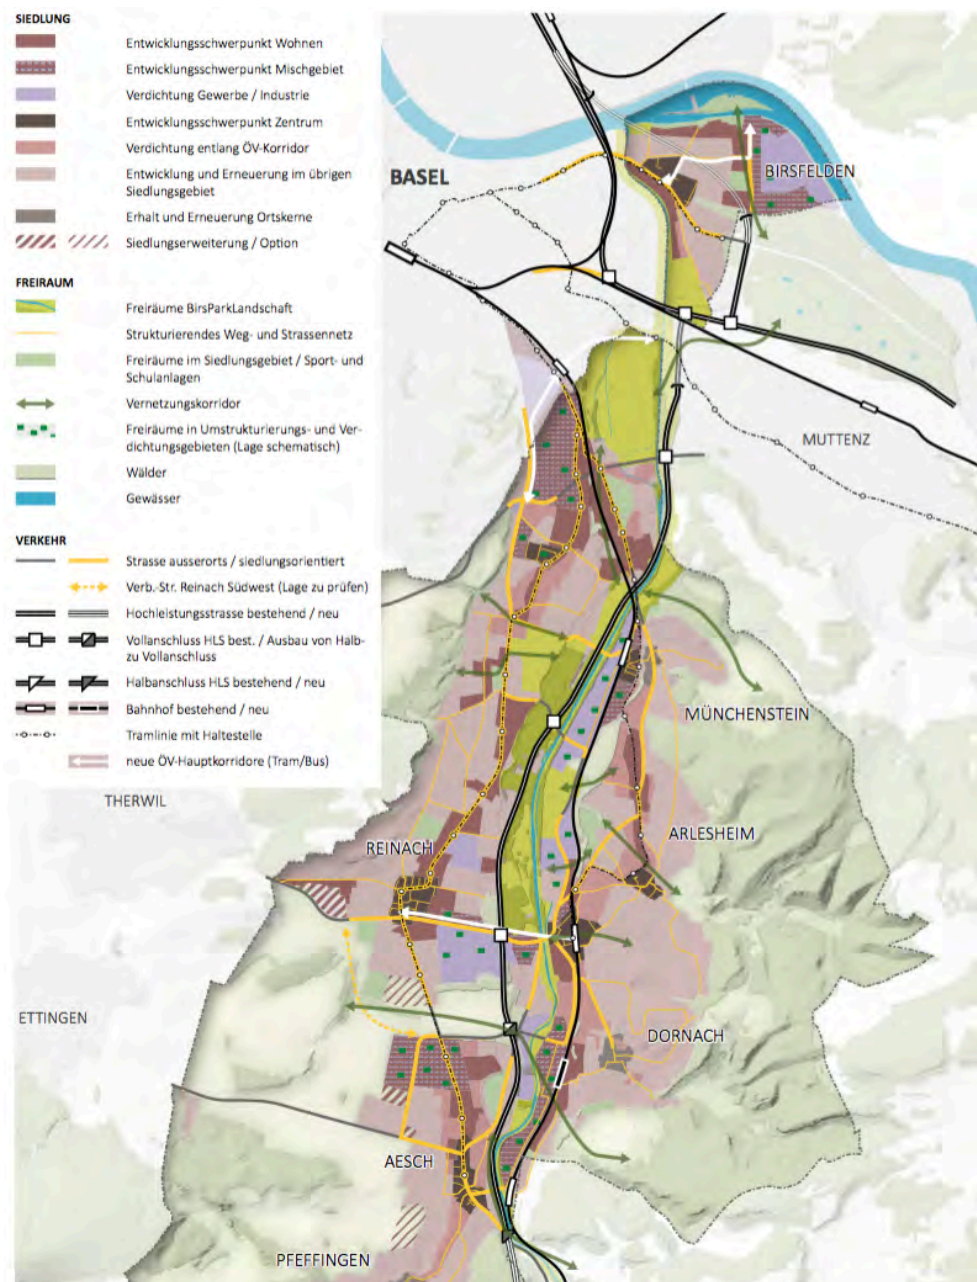 SIEDLUNG
Entwicklungsschwerpunkt Wohnen
Entwicklungsschwerpunkt Mischgebiet
Verdichtung Gewerbe / Industrie
Entwicklungsschwerpunkt Zentrum
Verdichtung entlang ÖV-Korridor
Entwicklung und Erneuerung im übrigen
Siedlungsgebiet
Erhalt und Erneuerung Ortskerne
Siedlungserweiterung / Option
FREIRAUM
Freiräume BirsParkLandschaft
Strukturierendes Weg- und Strassennetz
Freiräume im Siedlungsgebiet / Sport- und
Schulanlagen
Vernetzungskorridor
Freiräume in Umstrukturierungs- und Ver-
dichtungsgebieten (Lage schematisch)
Wälder
Gewässer
VERKEHR
Strasse ausserorts / siedlungsorientiert
Verb.-Str. Reinach Südwest (Lage zu prüfen)
Hochleistungsstrasse bestehend / neu
Vollanschluss HLS best. / Ausbau von Halb-
zu Vollanschluss
Halbanschluss HLS bestehend / neu
Bahnhof bestehend / neu
Tramlinie mit Haltestelle
neue ÖV-Hauptkorridore (Tram/Bus)
BASEL
BIRSFELDEN
MUTTENZ
MÜNCHENSTEIN
THERWIL
ARLESHEIM
REINACH
ETTINGEN
DORNACH
AESCH
PFEFFINGEN